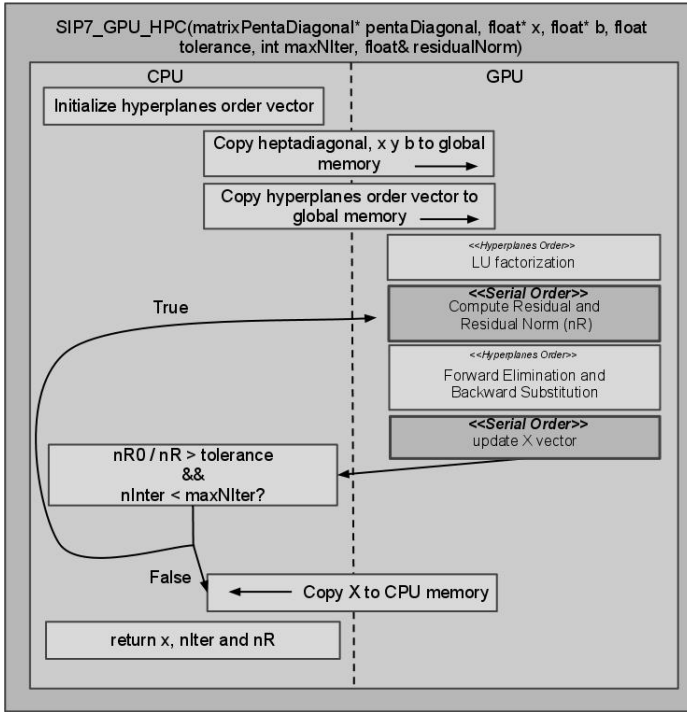 SIP7_GPU_HPC(matrixPentaDiagonal* pentaDiagonal, float* x, float* b, float
tolerance, int maxNIter, float& residualNorm)
CPU
GPU
Initialize hyperplanes order vector
Copy heptadiagonal, x y b to global
memory
Copy hyperplanes order vector to
global memory
<<Hyperplanes Order>>
LU factorization
True
<<Serial Order>>
Compute Residual and
Residual Norm (nR)
<<Hyperplanes Order>>
Forward Elimination and
Backward Substitution
<<Serial Order>>
update X vector
nR0 / nR > tolerance
&&
nInter < maxNIter?
False
Copy X to CPU memory
return x, nIter and nR